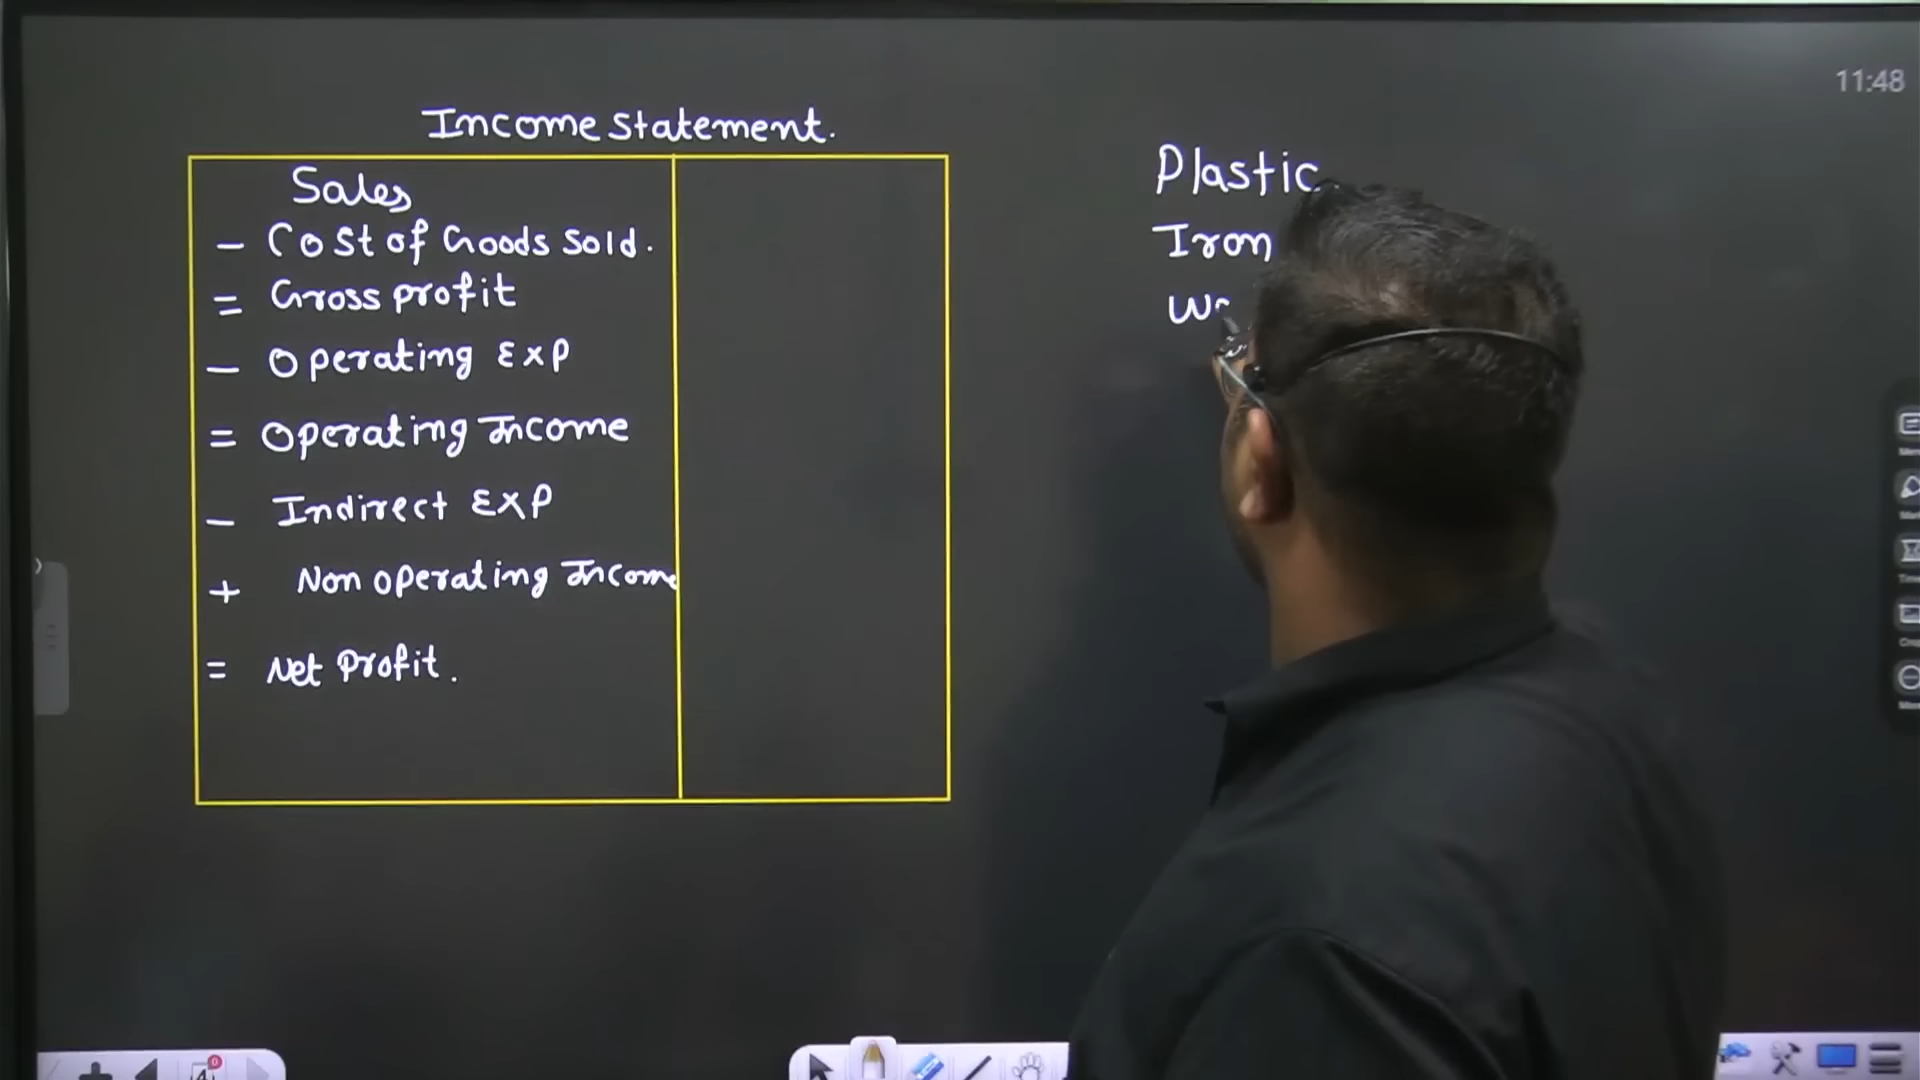 11:48
Income Statement.
Sales
- Cost of Goods Sold.
= Gross profit
- Operating Exp
= Operating Income
- Indirect Exp
+ Non operating Income
= Net Profit.
Plastic
Iron